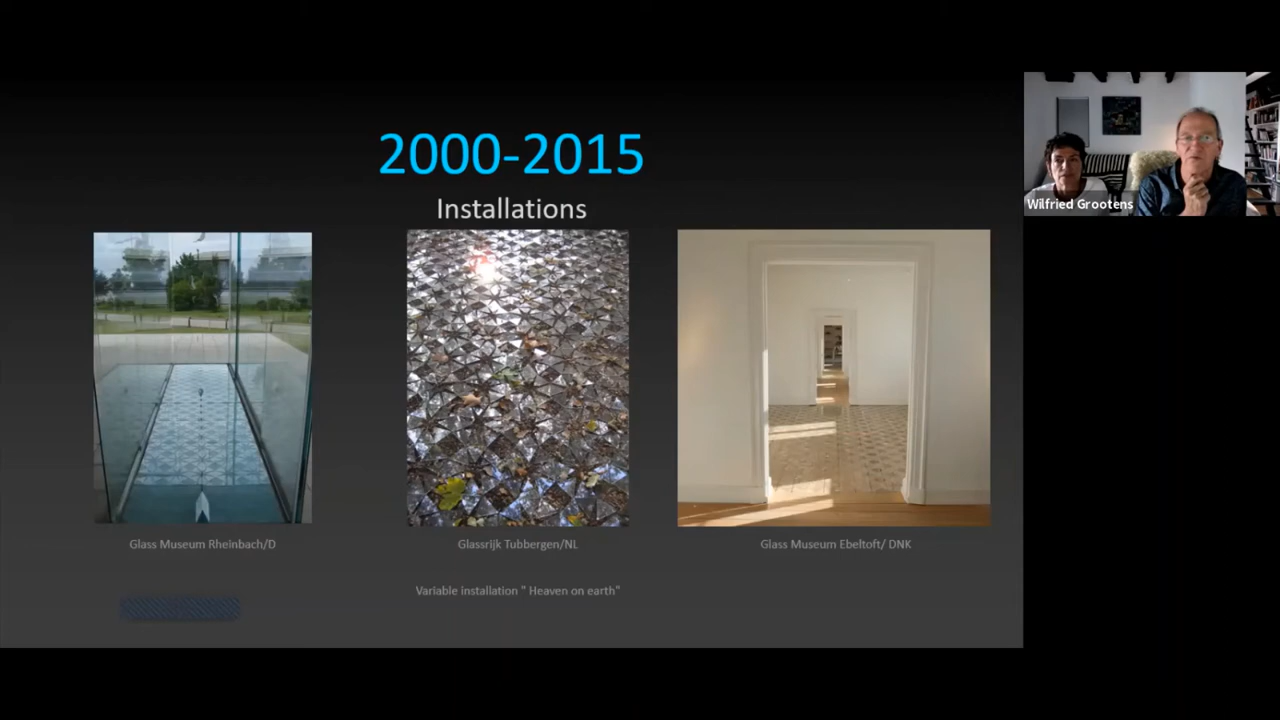 2000-2015
Installations
Wilfried Grootens
Glass Museum Rheinbach/D
Glassrijk Tubbergen/NL
Glass Museum Ebeltoft/ DNK
Variable installation " Heaven on earth"